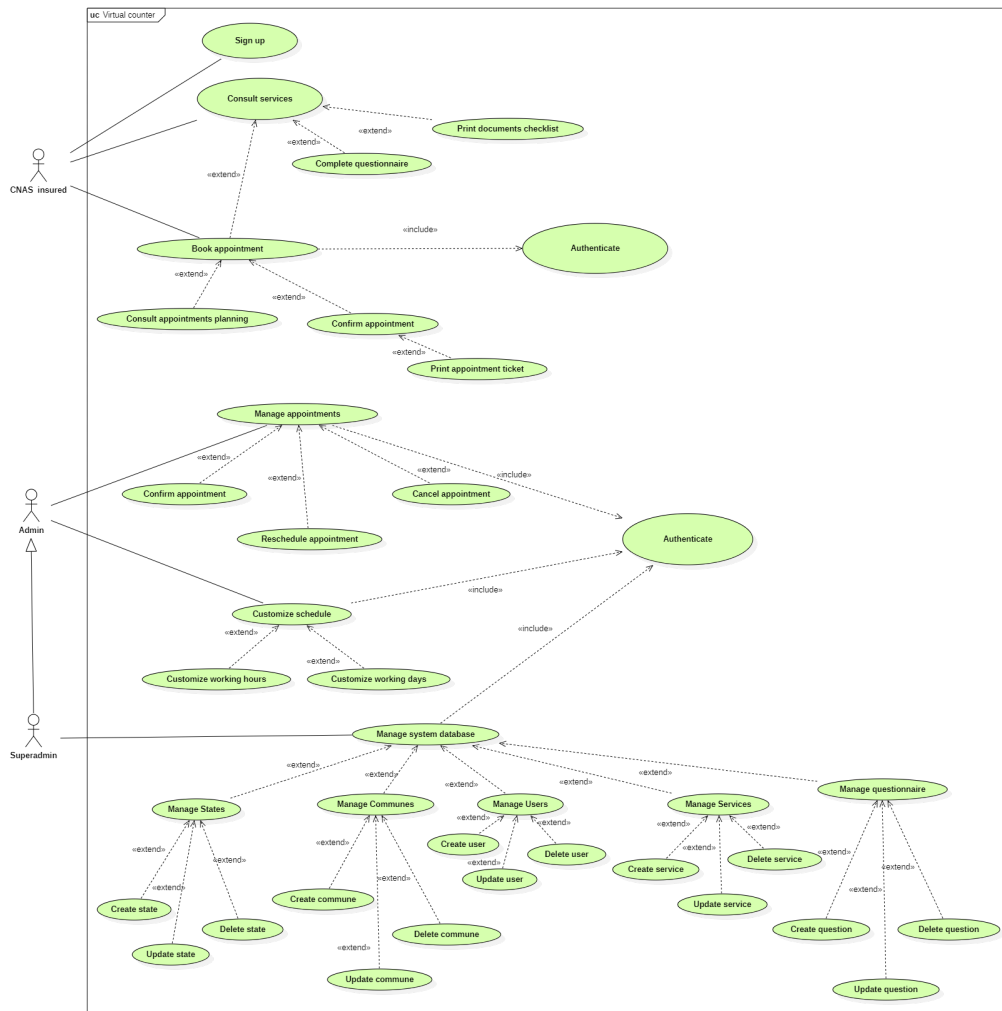 uc Virtual counter
Sign up
Consult services
«extend»
Print documents checklist
«extend»
Complete questionnaire
CNAS insured
«extend»
«include»
Book appointment
Authenticate
«extend»
«extend»
Consult appointments planning
Confirm appointment
«extend»
Print appointment ticket
Manage appointments
«extend»
«extend»
«include»
«extend»
Confirm appointment
Cancel appointment
Admin
Reschedule appointment
Authenticate
«include»
Customize schedule
«extend»
«include»
«extend»
Customize working hours
Customize working days
Manage system database
Superadmin
«extend»
«extend»
«extend»
«extend»
«extend»
Manage States
Manage Communes
Manage Users
Manage Services
Manage questionnaire
«extend»
«extend»
«extend»
«extend»
«extend»
«extend»
«extend»
Create user
Delete user
«extend»
«extend»
Delete service
«extend»
«extend»
Create service
Update user
«extend»
«extend»
«extend»
«extend»
Create commune
Update service
Create state
Delete state
Delete commune
Create question
Delete question
«extend»
Update state
Update commune
Update question